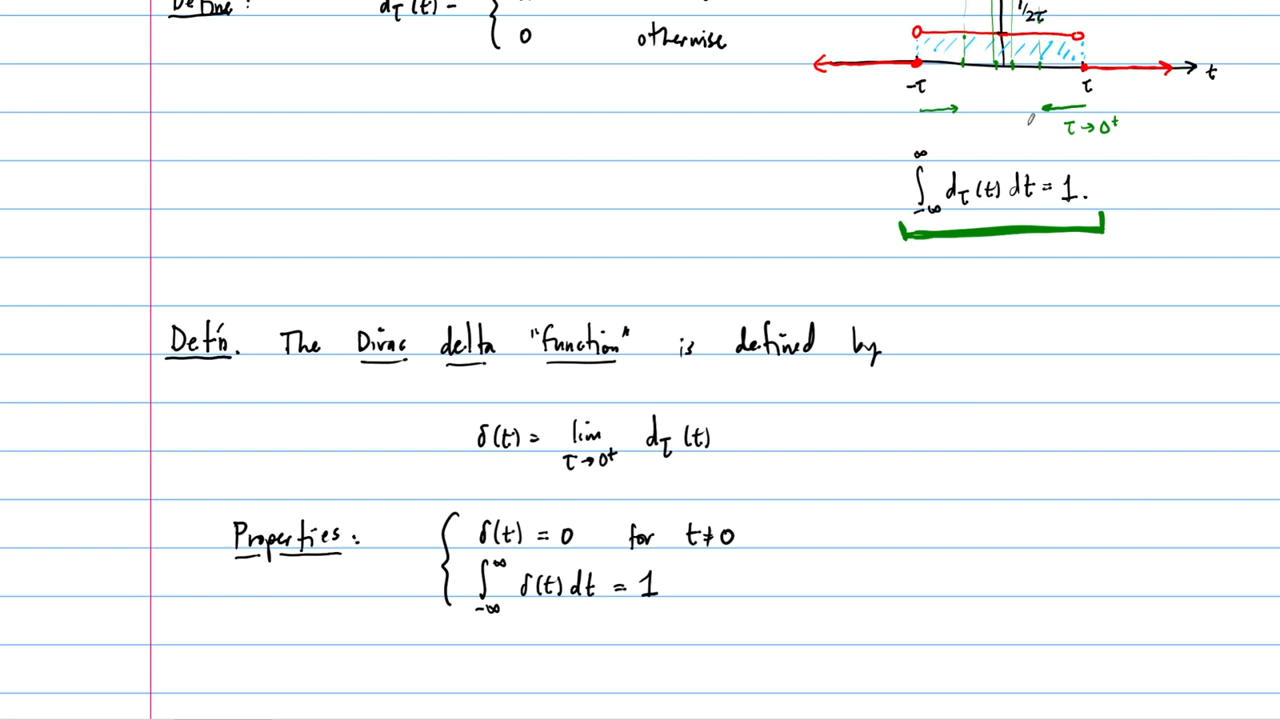 Define: d_τ(t) = {
0 otherwise
1/2τ
-τ τ t
τ→0⁺
∫_{-∞}^{∞} d_τ(t) dt = 1.
Def'n. The Dirac delta "function" is defined by
δ(t) = lim_{τ→0⁺} d_τ(t)
Properties: { δ(t) = 0 for t≠0
∫_{-∞}^{∞} δ(t) dt = 1